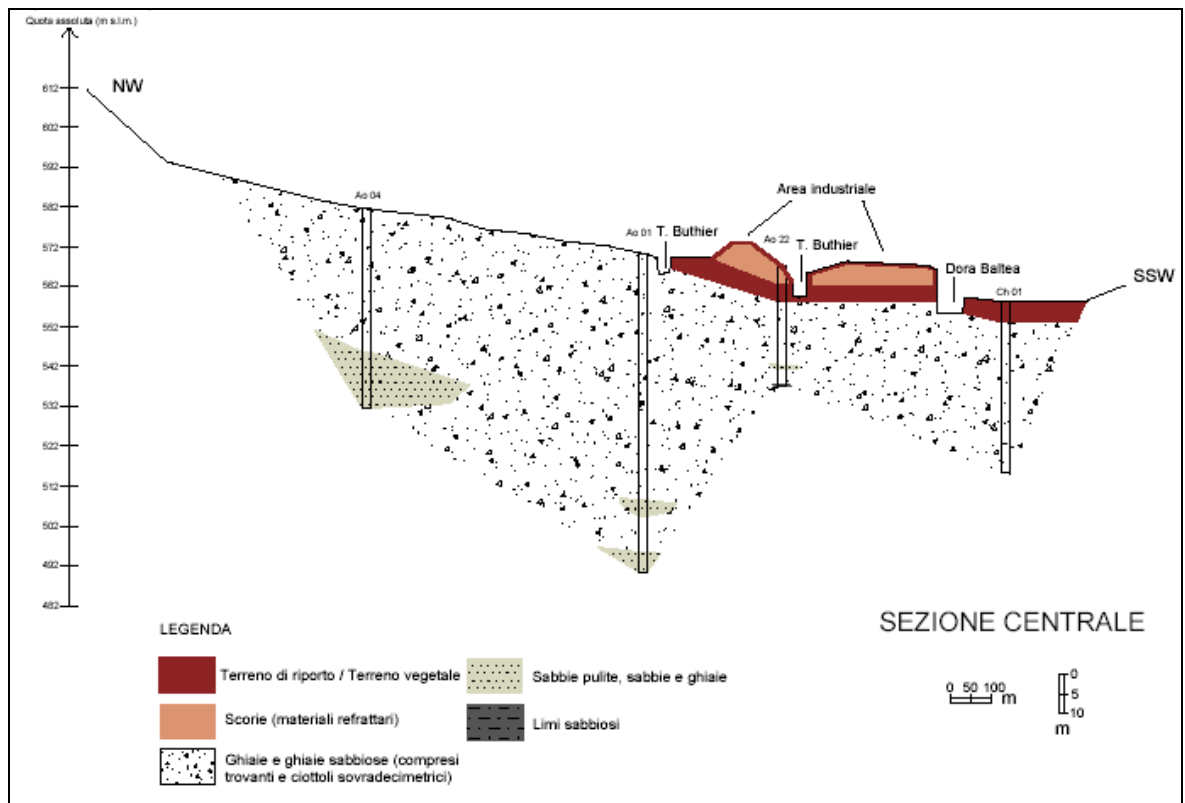 Quota assoluta (m s.l.m.)
NW
612
602
592
582
572
562
552
542
532
522
512
502
492
482
Ao 04
Ao 01
T. Buthier
Area industriale
Ao 22
T. Buthier
Dora Baltea
Ch 01
SSW
SEZIONE CENTRALE
LEGENDA
Terreno di riporto / Terreno vegetale
Sabbie pulite, sabbie e ghiaie
Scorie (materiali refrattari)
Limi sabbiosi
Ghiaie e ghiaie sabbiose (compresi
trovanti e ciottoli sovradecimetrici)
0 50 100 m
0
5
10
m